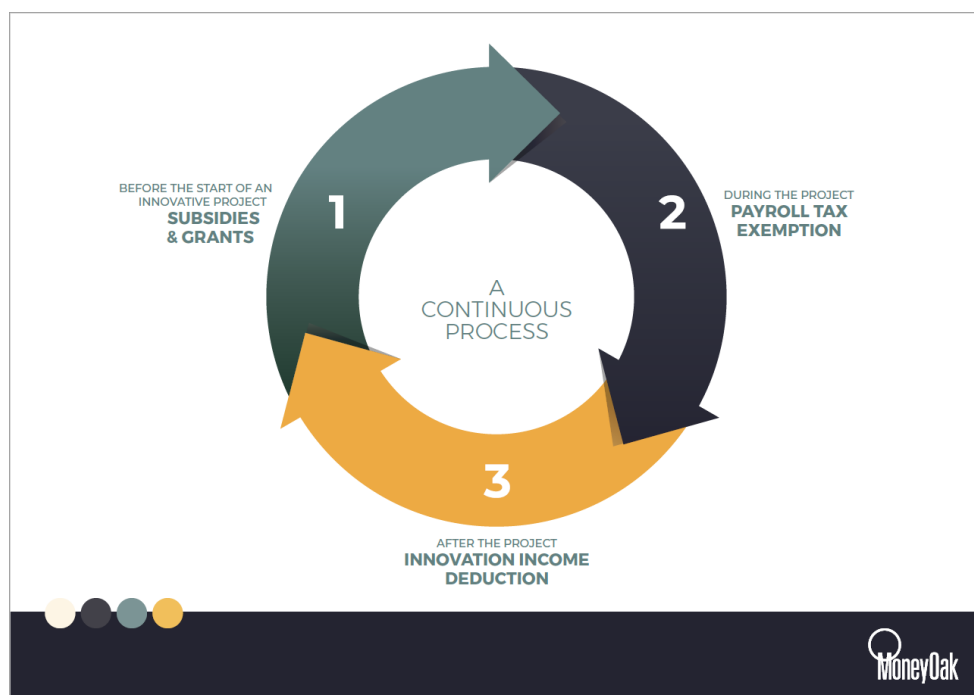 BEFORE THE START OF AN
INNOVATIVE PROJECT
SUBSIDIES
& GRANTS
1
2
DURING THE PROJECT
PAYROLL TAX
EXEMPTION
A
CONTINUOUS
PROCESS
3
AFTER THE PROJECT
INNOVATION INCOME
DEDUCTION
MoneyOak